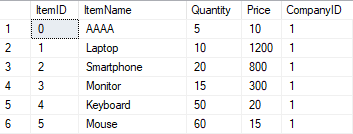 ItemID ItemName Quantity Price CompanyID
1 0 AAAA 5 10 1
2 1 Laptop 10 1200 1
3 2 Smartphone 20 800 1
4 3 Monitor 15 300 1
5 4 Keyboard 50 20 1
6 5 Mouse 60 15 1